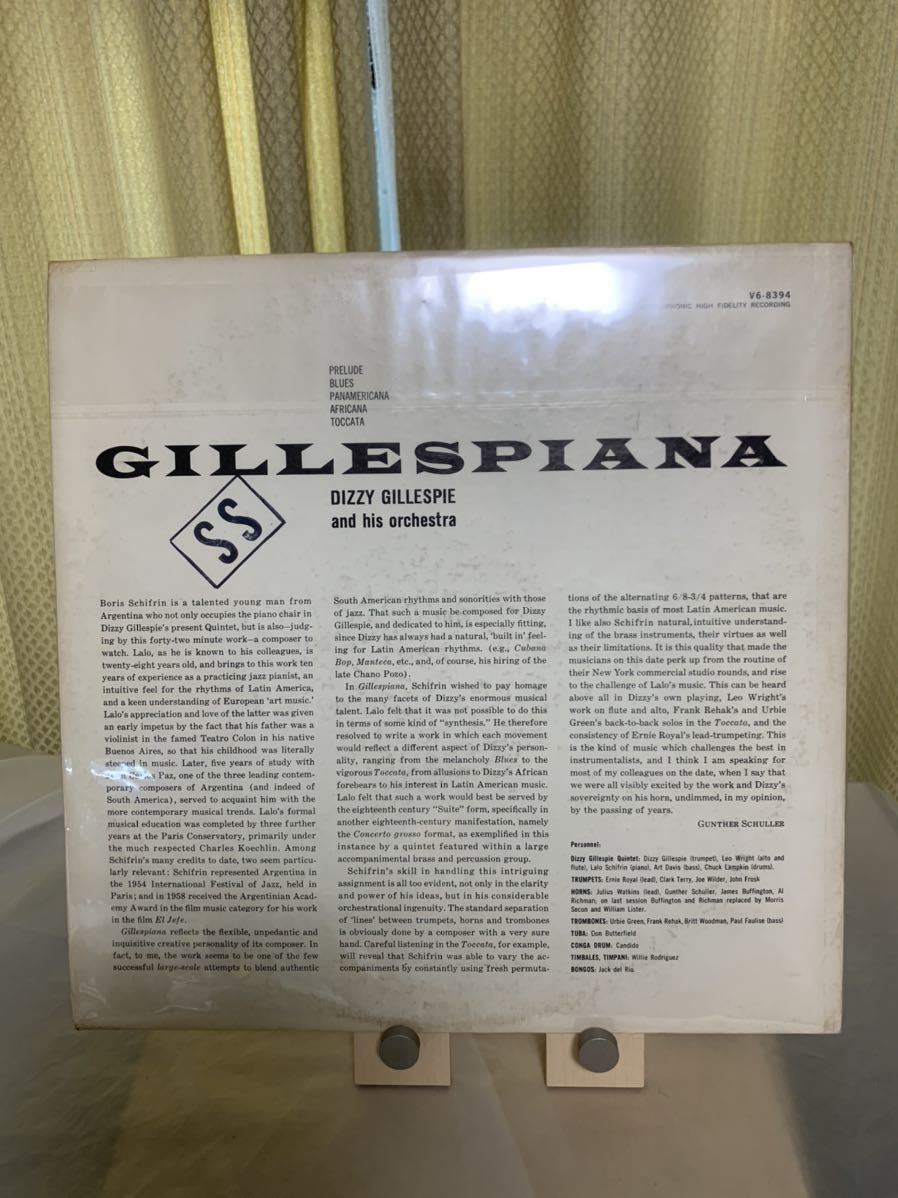 V6-8394
HIGH FIDELITY RECORDING
PRELUDE
BLUES
PANAMERICANA
AFRICANA
TOCCATA
GILLESPIANA
DIZZY GILLESPIE
and his orchestra
SS
Boris Schifrin is a talented young man from
Argentina who not only occupies the piano chair in
Dizzy Gillespie's present Quintet, but is also—judg-
ing by this forty-two minute work—a composer to
watch. Lalo, as he is known to his colleagues, is
twenty-eight years old, and brings to this work ten
years of experience as a practicing jazz pianist, an
intuitive feel for the rhythms of Latin America,
and a keen understanding of European 'art music.'
Lalo's appreciation and love of the latter was given
an early impetus by the fact that his father was a
violinist in the famed Teatro Colon in his native
Buenos Aires, so that his childhood was literally
steeped in music. Later, five years of study with
Paz, one of the three leading contem-
porary composers of Argentina (and indeed of
South America), served to acquaint him with the
more contemporary musical trends. Lalo's formal
musical education was completed by three further
years at the Paris Conservatory, primarily under
the much respected Charles Koechlin. Among
Schifrin's many credits to date, two seem particu-
larly relevant: Schifrin represented Argentina in
the 1954 International Festival of Jazz, held in
Paris; and in 1958 received the Argentinian Acad-
emy Award in the film music category for his work
in the film El Jefe.
Gillespiana reflects the flexible, unpedantic and
inquisitive creative personality of its composer. In
fact, to me, the work seems to be one of the few
successful large-scale attempts to blend authentic
South American rhythms and sonorities with those
of jazz. That such a music be composed for Dizzy
Gillespie, and dedicated to him, is especially fitting,
since Dizzy has always had a natural, 'built in' feel-
ing for Latin American rhythms. (e.g., Cubana
Bop, Manteca, etc., and, of course, his hiring of the
late Chano Pozo).
In Gillespiana, Schifrin wished to pay homage
to the many facets of Dizzy's enormous musical
talent. Lalo felt that it was not possible to do this
in terms of some kind of "synthesis." He therefore
resolved to write a work in which each movement
would reflect a different aspect of Dizzy's person-
ality, ranging from the melancholy Blues to the
vigorous Toccata, from allusions to Dizzy's African
forebears to his interest in Latin American music.
Lalo felt that such a work would best be served by
the eighteenth century "Suite" form, specifically in
another eighteenth-century manifestation, namely
the Concerto grosso format, as exemplified in this
instance by a quintet featured within a large
accompanimental brass and percussion group.
Schifrin's skill in handling this intriguing
assignment is all too evident, not only in the clarity
and power of his ideas, but in his considerable
orchestrational ingenuity. The standard separation
of 'lines' between trumpets, horns and trombones
is obviously done by a composer with a very sure
hand. Careful listening in the Toccata, for example,
will reveal that Schifrin was able to vary the ac-
companiments by constantly using fresh permuta-
tions of the alternating 6/8-3/4 patterns, that are
the rhythmic basis of most Latin American music.
I like also Schifrin natural, intuitive understand-
ing of the brass instruments, their virtues as well
as their limitations. It is this quality that made the
musicians on this date perk up from the routine of
their New York commercial studio rounds, and rise
to the challenge of Lalo's music. This can be heard
above all in Dizzy's own playing, Leo Wright's
work on flute and alto, Frank Rehak's and Urbie
Green's back-to-back solos in the Toccata, and the
consistency of Ernie Royal's lead-trumpeting. This
is the kind of music which challenges the best in
instrumentalists, and I think I am speaking for
most of my colleagues on the date, when I say that
we were all visibly excited by the work and Dizzy's
sovereignty on his horn, undimmed, in my opinion,
by the passing of years.
GUNTHER SCHULLER
Personnel:
Dizzy Gillespie Quintet: Dizzy Gillespie (trumpet), Leo Wright (alto and
flute), Lalo Schifrin (piano), Art Davis (bass), Chuck Lampkin (drums).
TRUMPETS: Ernie Royal (lead), Clark Terry, Joe Wilder, John Frosk
HORNS: Julius Watkins (lead), Gunther Schuller, James Buffington, Al
Richman; on last session Buffington and Richman replaced by Morris
Secon and William Lister.
TROMBONES: Urbie Green, Frank Rehak, Britt Woodman, Paul Faulise (bass)
TUBA: Don Butterfield
CONGA DRUM: Candido
TIMBALES, TIMPANI: Willie Rodriguez
BONGOS: Jack del Rio